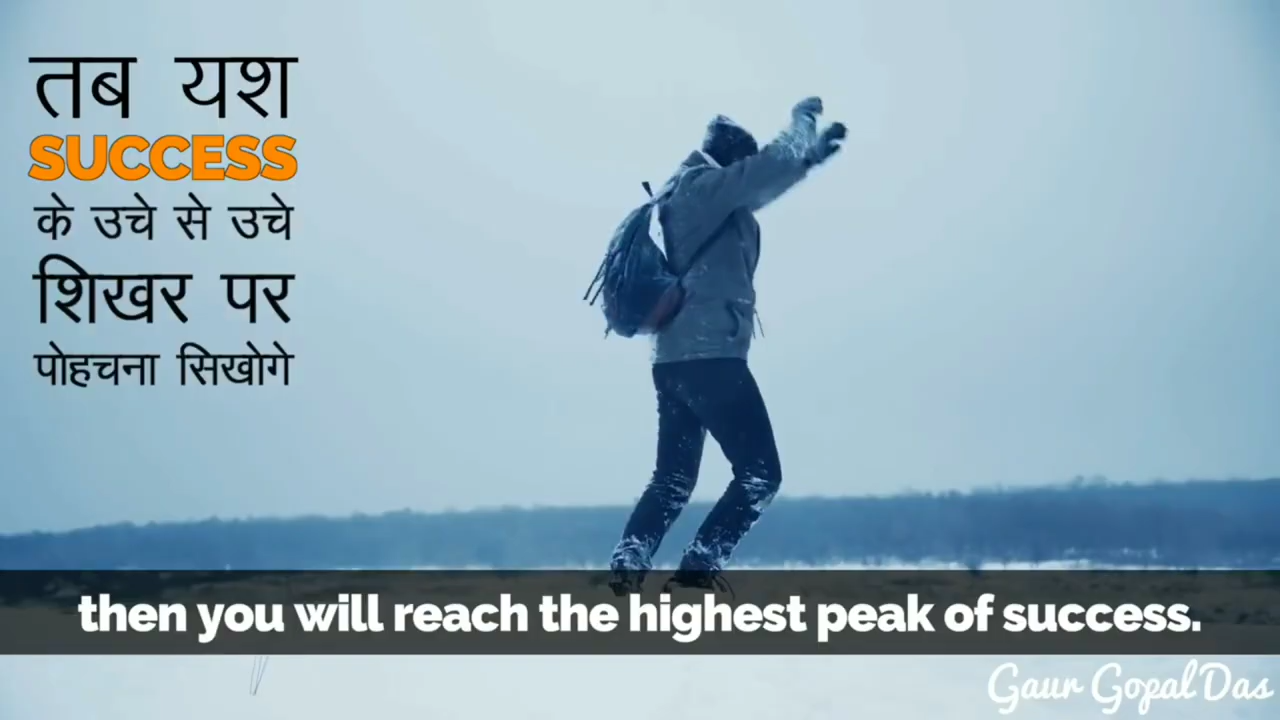 तब यश
SUCCESS
के उचे से उचे
शिखर पर
पोहचना सिखोगे
then you will reach the highest peak of success.
Gaur Gopal Das